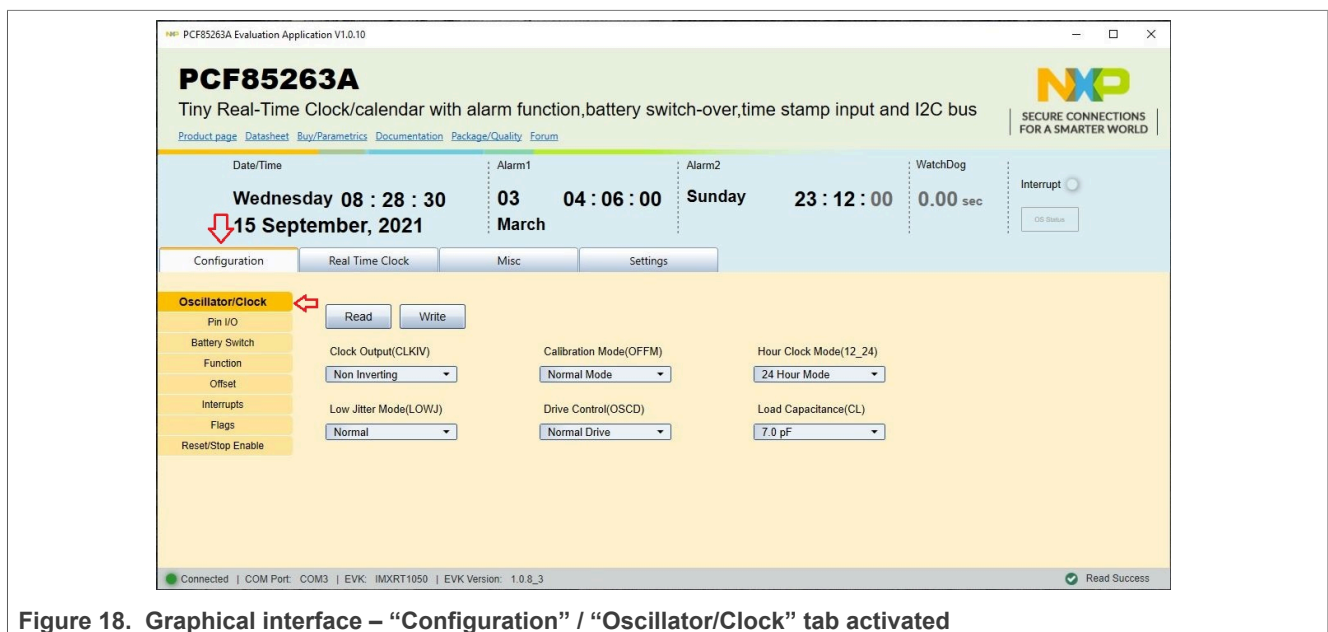 NXP PCF85263A Evaluation Application V1.0.10
PCF85263A
Tiny Real-Time Clock/calendar with alarm function,battery switch-over,time stamp input and I2C bus
Product page Datasheet Buy/Parametrics Documentation Package/Quality Forum
NXP
SECURE CONNECTIONS
FOR A SMARTER WORLD
Date/Time
Wednesday 08 : 28 : 30
15 September, 2021
Alarm1
03 04 : 06 : 00
March
Alarm2
Sunday 23 : 12 : 00
WatchDog
0.00 sec
Interrupt
OS Status
Configuration Real Time Clock Misc Settings
Oscillator/Clock
Pin I/O
Battery Switch
Function
Offset
Interrupts
Flags
Reset/Stop Enable
Read Write
Clock Output(CLKIV) Calibration Mode(OFFM) Hour Clock Mode(12_24)
Non Inverting Normal Mode 24 Hour Mode
Low Jitter Mode(LOWJ) Drive Control(OSCD) Load Capacitance(CL)
Normal Normal Drive 7.0 pF
Connected | COM Port: COM3 | EVK: IMXRT1050 | EVK Version: 1.0.8_3 Read Success
Figure 18. Graphical interface – “Configuration” / “Oscillator/Clock” tab activated